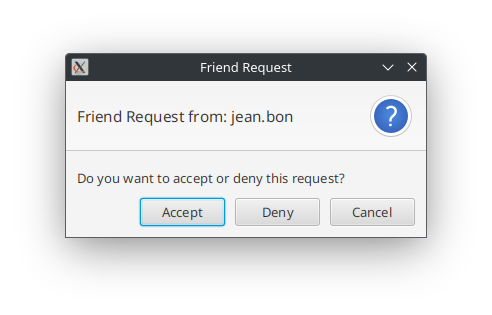 Friend Request
Friend Request from: jean.bon
?
Do you want to accept or deny this request?
Accept Deny Cancel